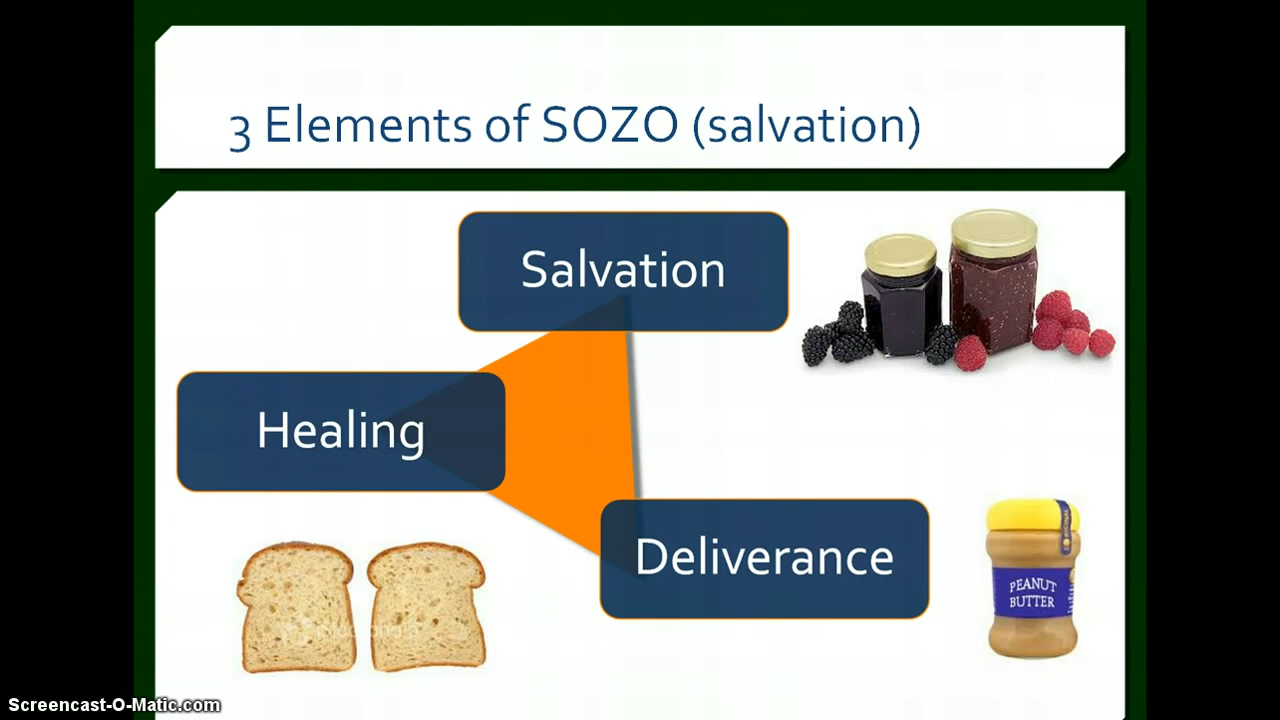 3 Elements of SOZO (salvation)
Salvation
Healing
Deliverance
PEANUT
BUTTER
Screencast-O-Matic.com